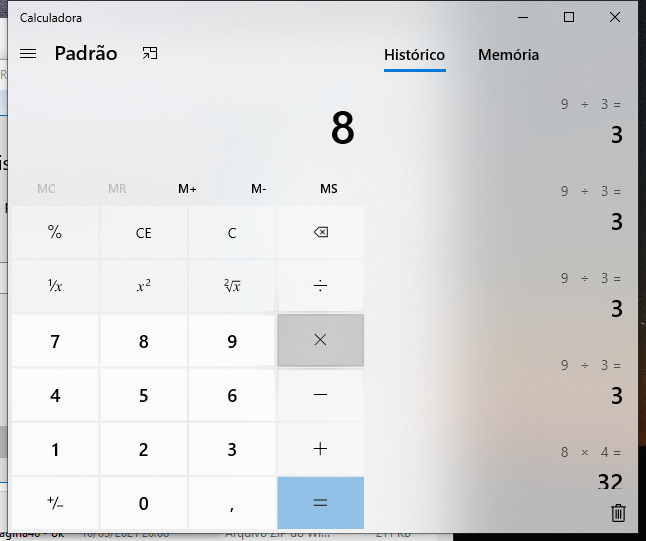 Calculadora
Padrão
Histórico Memória
8
MC MR M+ M- MS
% CE C
¹/x x² ²√x ÷
7 8 9 ×
4 5 6 −
1 2 3 +
+/− 0 , =
9 ÷ 3 =
3
9 ÷ 3 =
3
9 ÷ 3 =
3
9 ÷ 3 =
3
8 × 4 =
32